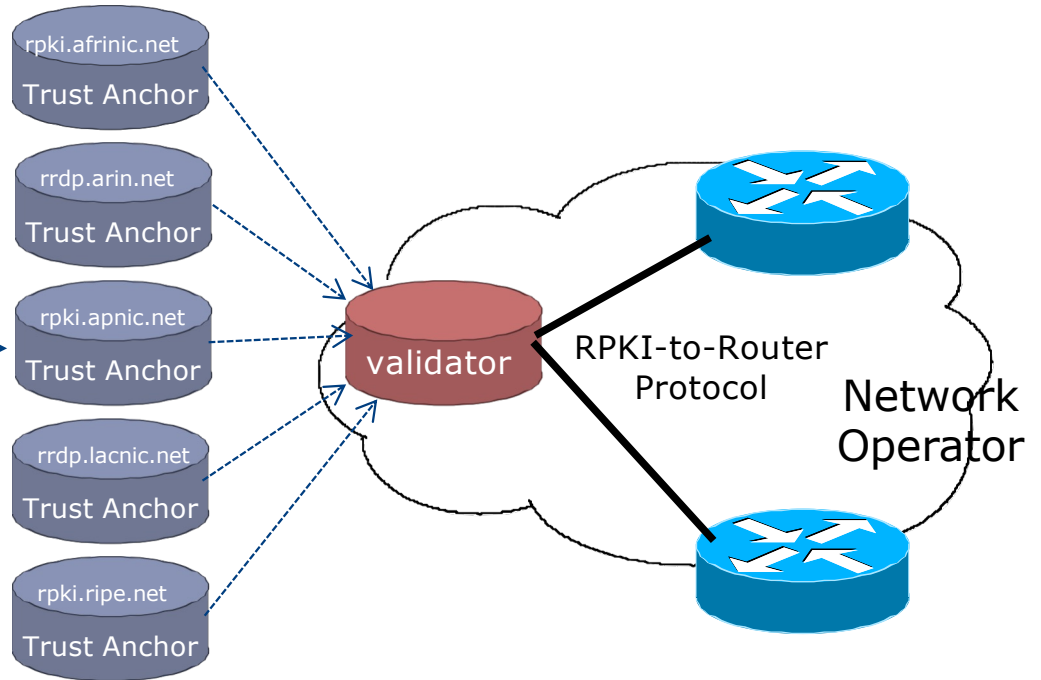 rpki.afrinic.net
Trust Anchor
rrdp.arin.net
Trust Anchor
rpki.apnic.net
Trust Anchor
rrdp.lacnic.net
Trust Anchor
rpki.ripe.net
Trust Anchor
validator
RPKI-to-Router
Protocol
Network
Operator